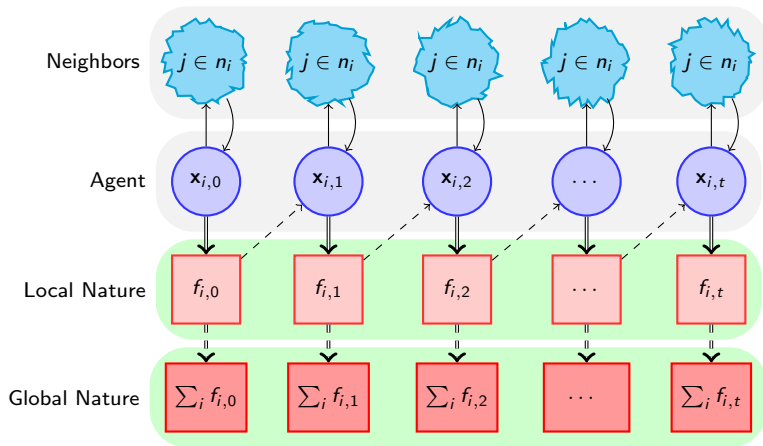 Neighbors j ∈ n_i j ∈ n_i j ∈ n_i j ∈ n_i j ∈ n_i
Agent x_{i,0} x_{i,1} x_{i,2} ... x_{i,t}
Local Nature f_{i,0} f_{i,1} f_{i,2} ... f_{i,t}
Global Nature ∑_i f_{i,0} ∑_i f_{i,1} ∑_i f_{i,2} ... ∑_i f_{i,t}